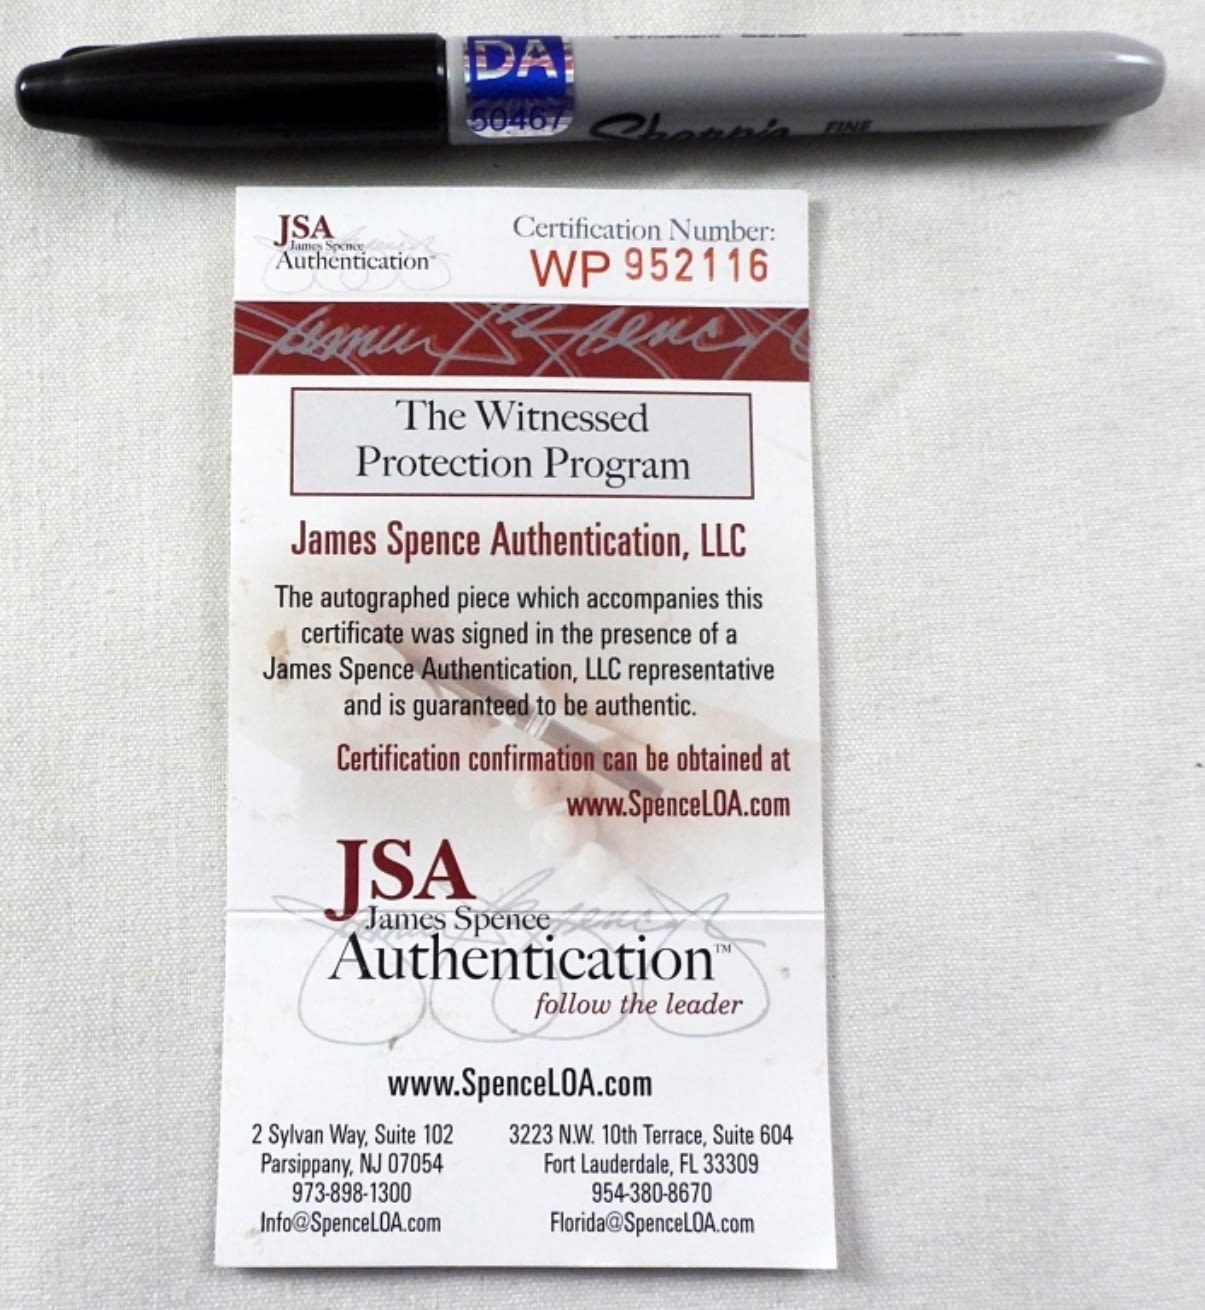 DA
50467
Sharpie FINE
JSA
James Spence
Authentication™
Certification Number:
WP 952116
James Spence
The Witnessed
Protection Program
James Spence Authentication, LLC
The autographed piece which accompanies this
certificate was signed in the presence of a
James Spence Authentication, LLC representative
and is guaranteed to be authentic.
Certification confirmation can be obtained at
www.SpenceLOA.com
JSA
James Spence
Authentication™
follow the leader
www.SpenceLOA.com
2 Sylvan Way, Suite 102
Parsippany, NJ 07054
973-898-1300
Info@SpenceLOA.com
3223 N.W. 10th Terrace, Suite 604
Fort Lauderdale, FL 33309
954-380-8670
Florida@SpenceLOA.com